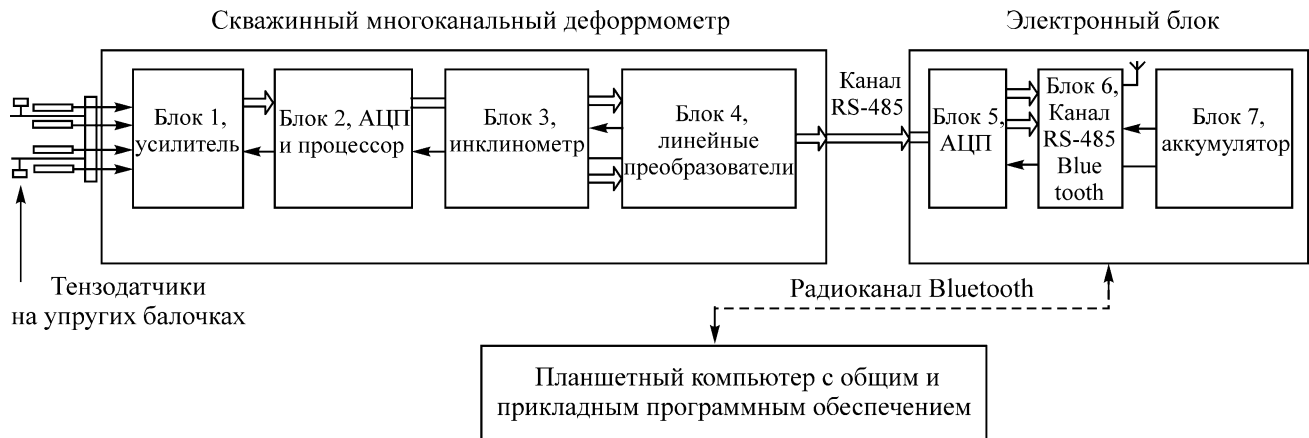 Скважинный многоканальный дефоррмометр
Электронный блок
Блок 1,
усилитель
Блок 2, АЦП
и процессор
Блок 3,
инклинометр
Блок 4,
линейные
преобразователи
Канал
RS-485
Блок 5,
АЦП
Блок 6,
Канал
RS-485
Blue
tooth
Блок 7,
аккумулятор
Тензодатчики
на упругих балочках
Радиоканал Bluetooth
Планшетный компьютер с общим и
прикладным программным обеспечением